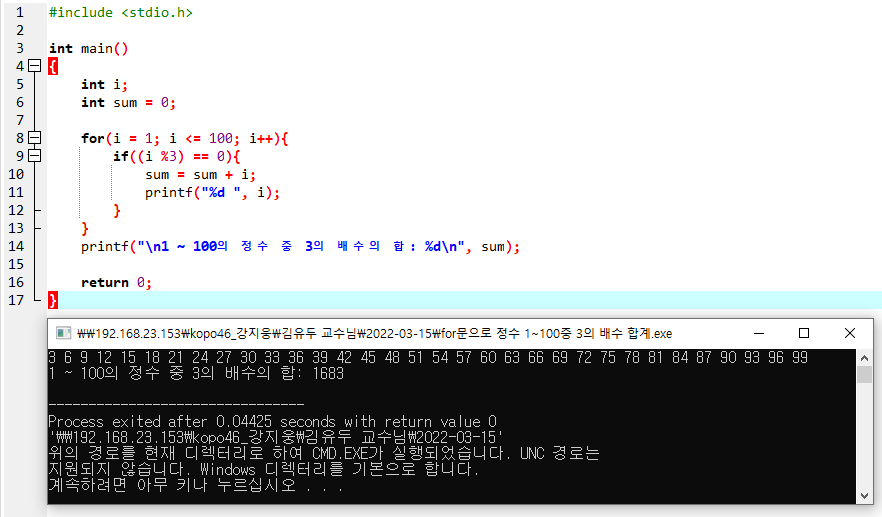 1 #include <stdio.h>
2
3 int main()
4 {
5 int i;
6 int sum = 0;
7
8 for(i = 1; i <= 100; i++){
9 if((i %3) == 0){
10 sum = sum + i;
11 printf("%d ", i);
12 }
13 }
14 printf("\n1 ~ 100의 정수 중 3의 배수의 합: %d\n", sum);
15
16 return 0;
17 }
₩₩192.168.23.153₩kopo46_강지웅₩김유두 교수님₩2022-03-15₩for문으로 정수 1~100중 3의 배수 합계.exe
3 6 9 12 15 18 21 24 27 30 33 36 39 42 45 48 51 54 57 60 63 66 69 72 75 78 81 84 87 90 93 96 99
1 ~ 100의 정수 중 3의 배수의 합: 1683
--------------------------------
Process exited after 0.04425 seconds with return value 0
'₩₩192.168.23.153₩kopo46_강지웅₩김유두 교수님₩2022-03-15'
위의 경로를 현재 디렉터리로 하여 CMD.EXE가 실행되었습니다. UNC 경로는
지원되지 않습니다. Windows 디렉터리를 기본으로 합니다.
계속하려면 아무 키나 누르십시오 . . .